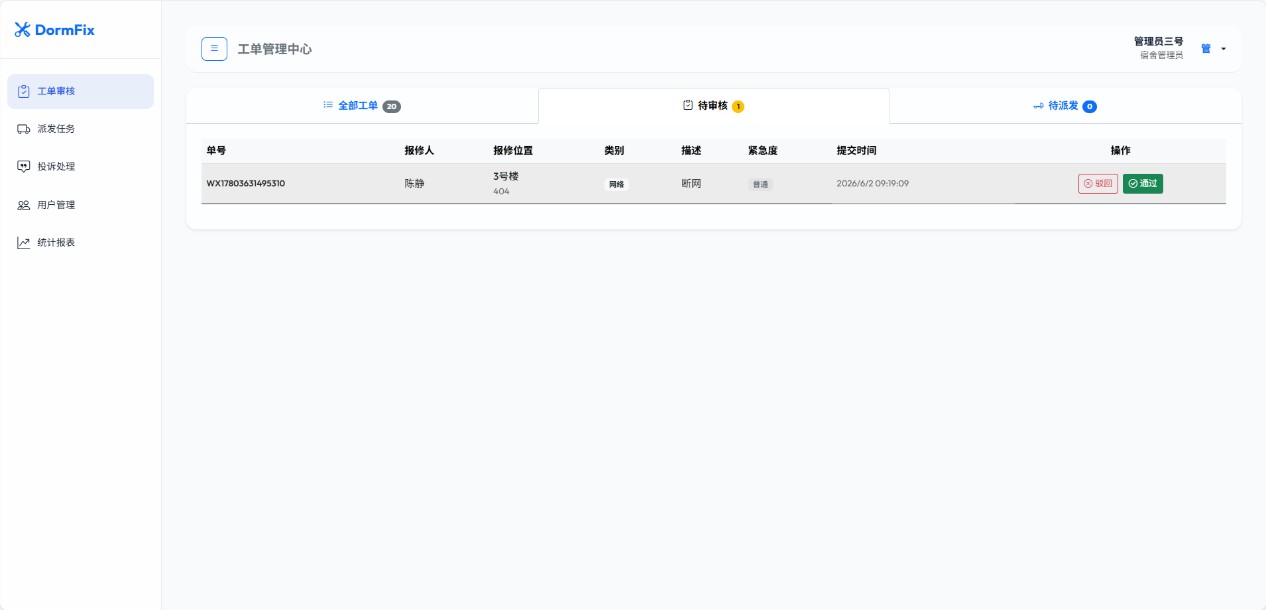 DormFix
工单管理中心
管理员三号
宿舍管理员
管
工单审核
派发任务
投诉处理
用户管理
统计报表
全部工单 20
待审核 1
待派发 0
单号 报修人 报修位置 类别 描述 紧急度 提交时间 操作
WX17803631495310 陈静 3号楼 404 网络 断网 普通 2026/6/2 09:19:09 驳回 通过